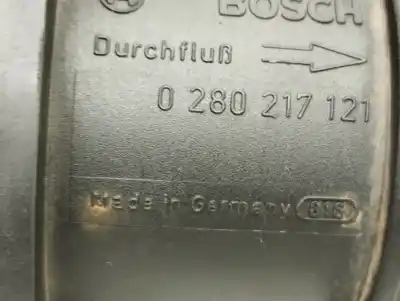 BOSCH
Durchfluß
0 280 217 121
Made in Germany